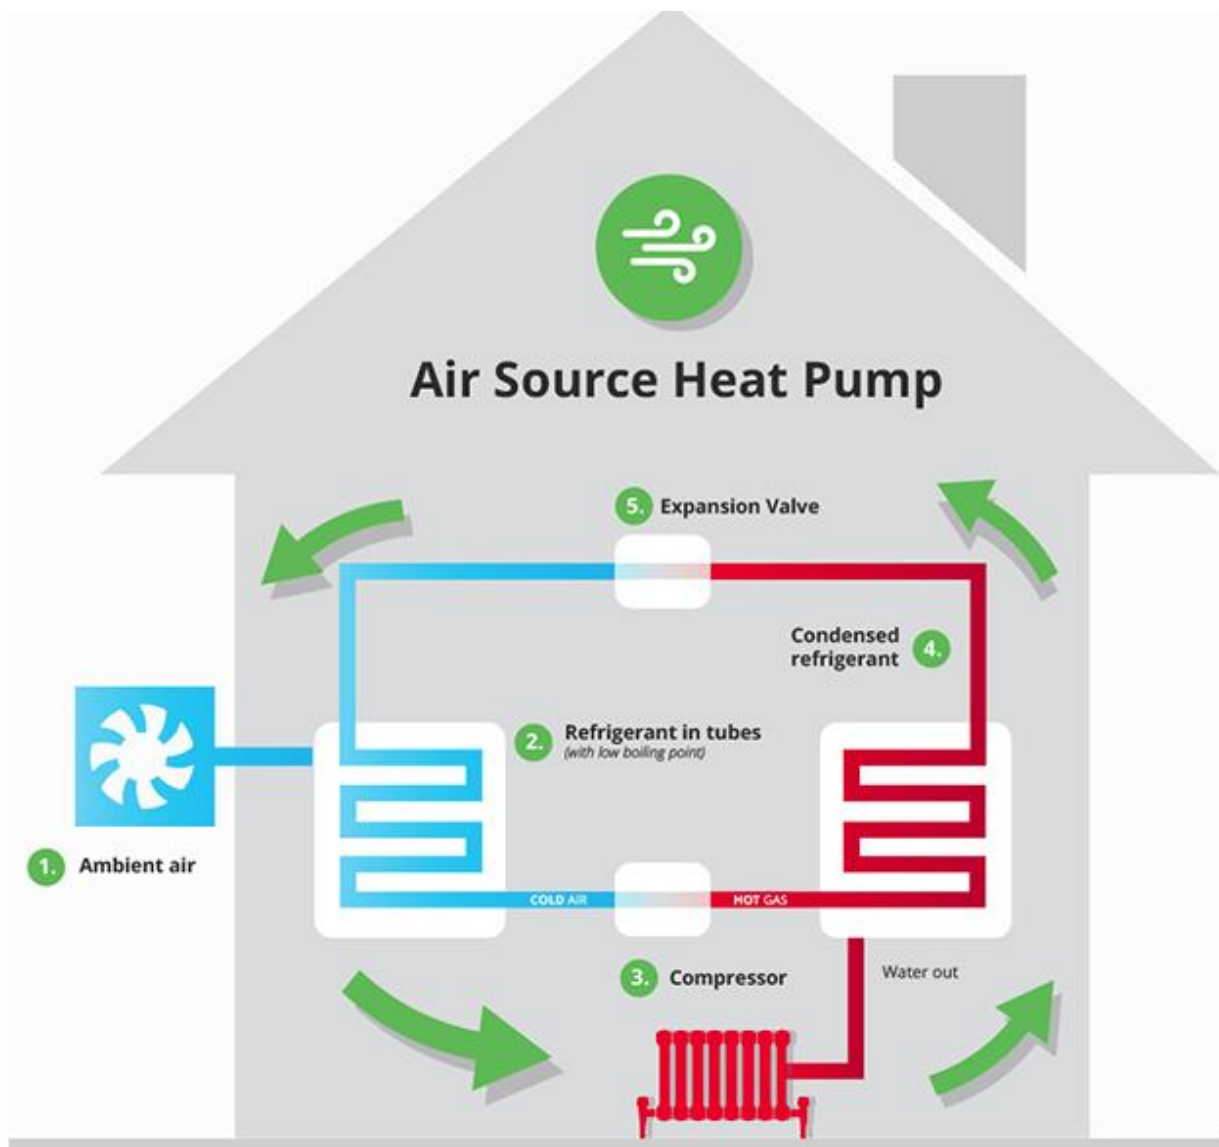 Air Source Heat Pump
5. Expansion Valve
Condensed
refrigerant
4.
2. Refrigerant in tubes
(with low boiling point)
1. Ambient air
COLD AIR
HOT GAS
3. Compressor
Water out